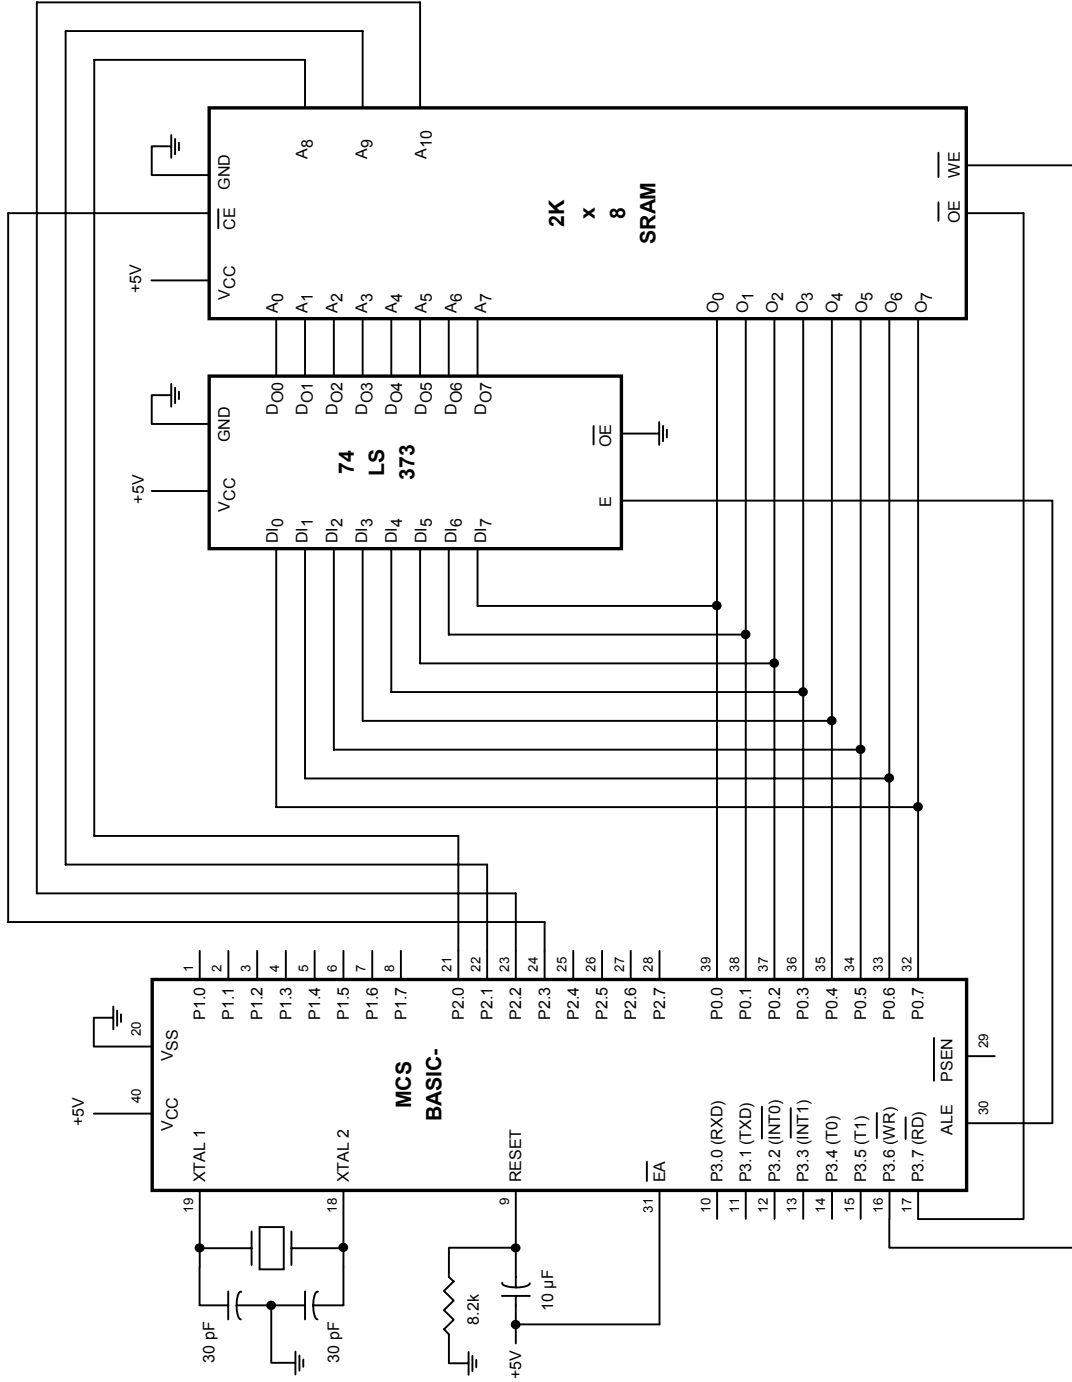 MCS
BASIC-
+5V
+5V
VCC
40
VSS
20
XTAL 1
19
XTAL 2
18
30 pF
30 pF
RESET
9
8.2k
10 µF
+5V
EA
31
P3.0 (RXD)
10
P3.1 (TXD)
11
P3.2 (INT0)
12
P3.3 (INT1)
13
P3.4 (T0)
14
P3.5 (T1)
15
P3.6 (WR)
16
P3.7 (RD)
17
ALE
30
PSEN
29
P1.0
1
P1.1
2
P1.2
3
P1.3
4
P1.4
5
P1.5
6
P1.6
7
P1.7
8
P2.0
21
P2.1
22
P2.2
23
P2.3
24
P2.4
25
P2.5
26
P2.6
27
P2.7
28
P0.0
39
P0.1
38
P0.2
37
P0.3
36
P0.4
35
P0.5
34
P0.6
33
P0.7
32
VCC
GND
74
LS
373
DI0
DI1
DI2
DI3
DI4
DI5
DI6
DI7
DO0
DO1
DO2
DO3
DO4
DO5
DO6
DO7
E
OE
+5V
VCC
CE
GND
2K
x
8
SRAM
A0
A1
A2
A3
A4
A5
A6
A7
A8
A9
A10
O0
O1
O2
O3
O4
O5
O6
O7
OE
WE